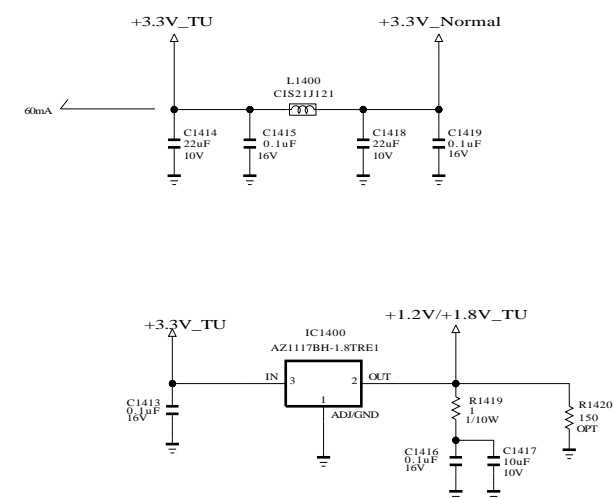 +3.3V_TU
+3.3V_Normal
L1400
CIS21J121
60mA
C1414
22uF
10V
C1415
0.1uF
16V
C1418
22uF
10V
C1419
0.1uF
16V
+3.3V_TU
+1.2V/+1.8V_TU
IC1400
AZ1117BH-1.8TRE1
IN
3
2
OUT
1
ADJ/GND
C1413
0.1uF
16V
R1419
1
1/10W
R1420
150
OPT
C1416
0.1uF
16V
C1417
10uF
10V